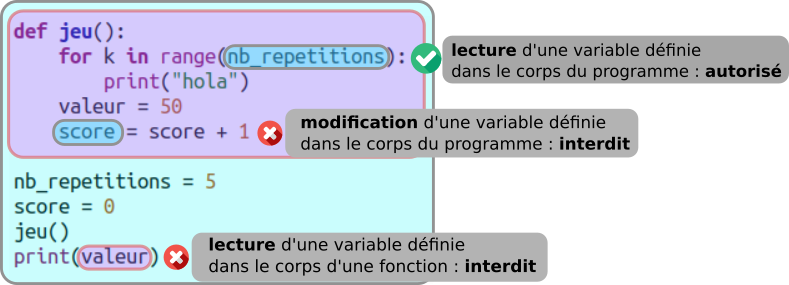 def jeu():
for k in range(nb_repetitions):
print("hola")
valeur = 50
score = score + 1
nb_repetitions = 5
score = 0
jeu()
print(valeur)
lecture d'une variable définie
dans le corps du programme : autorisé
modification d'une variable définie
dans le corps du programme : interdit
lecture d'une variable définie
dans le corps d'une fonction : interdit